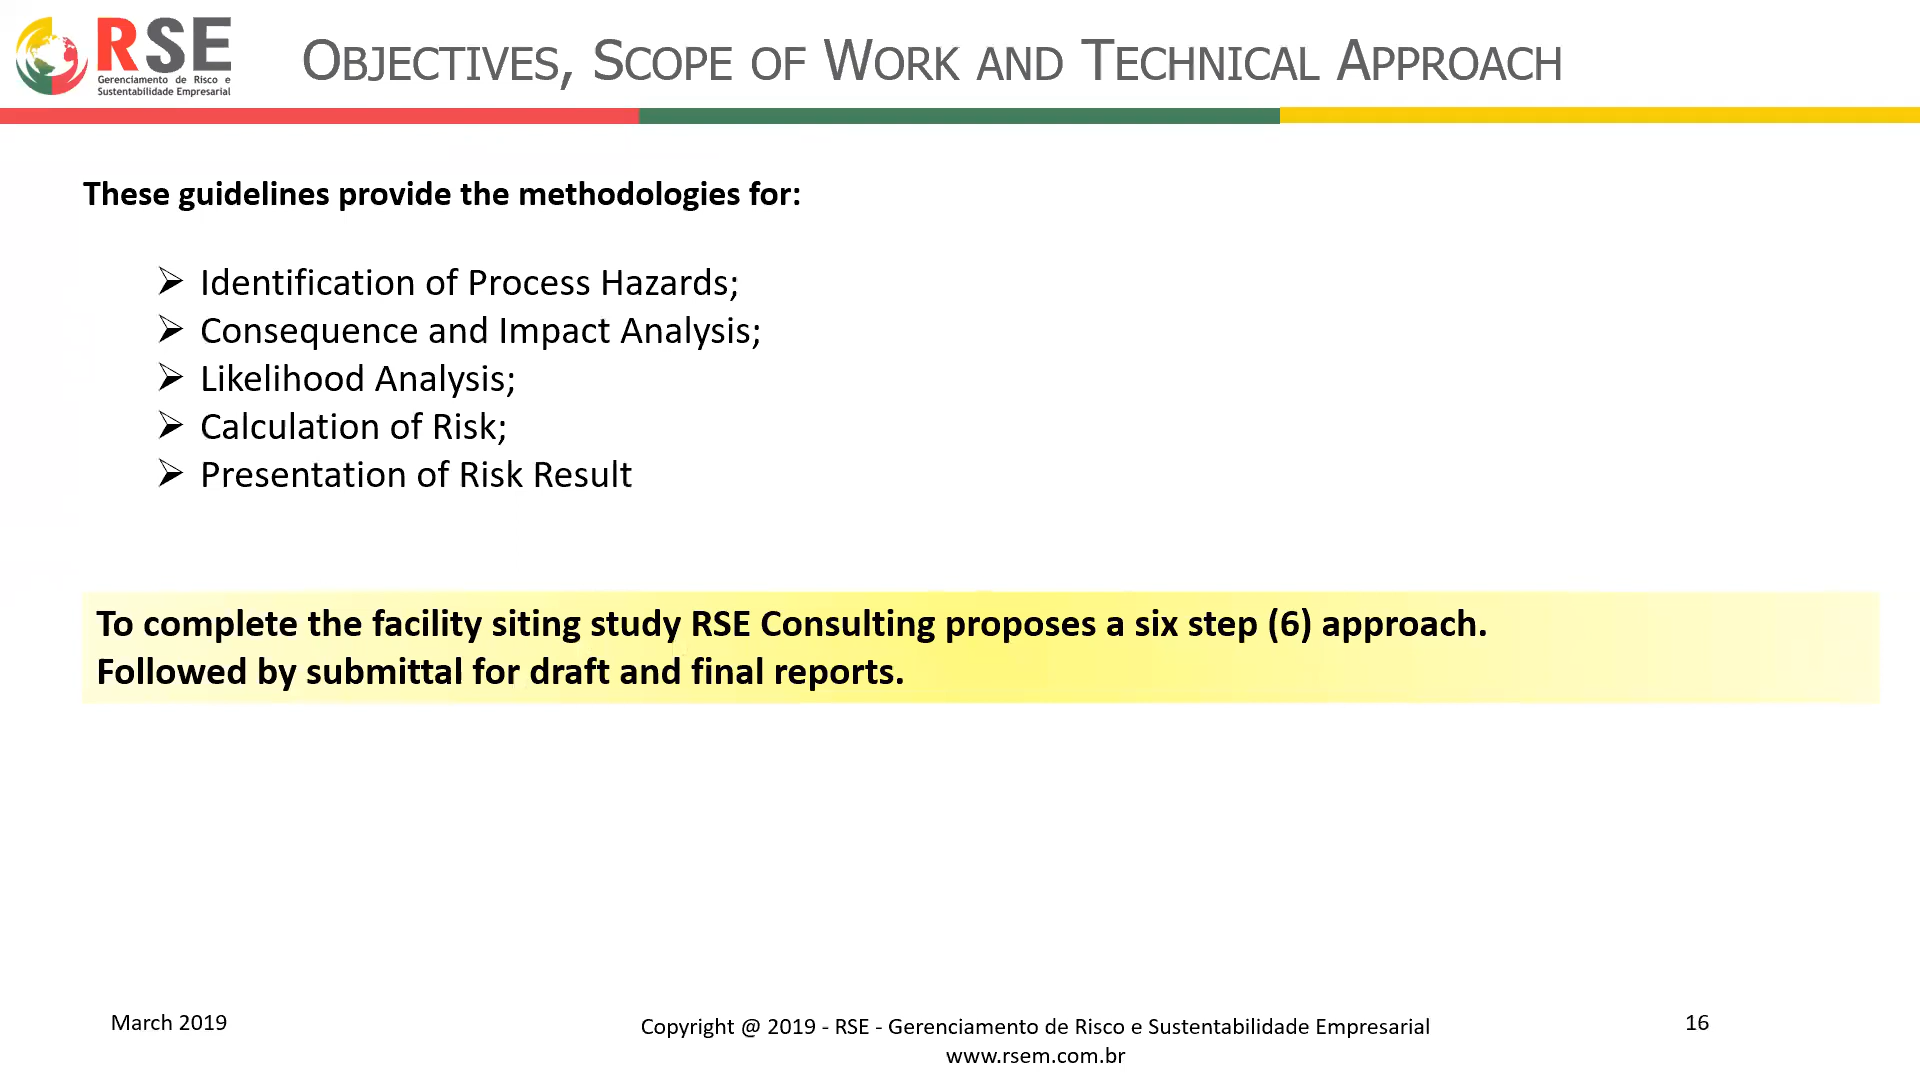 RSE
Gerenciamento de Risco e
Sustentabilidade Empresarial
OBJECTIVES, SCOPE OF WORK AND TECHNICAL APPROACH
These guidelines provide the methodologies for:
➢ Identification of Process Hazards;
➢ Consequence and Impact Analysis;
➢ Likelihood Analysis;
➢ Calculation of Risk;
➢ Presentation of Risk Result
To complete the facility siting study RSE Consulting proposes a six step (6) approach.
Followed by submittal for draft and final reports.
March 2019
Copyright @ 2019 - RSE - Gerenciamento de Risco e Sustentabilidade Empresarial
www.rsem.com.br
16